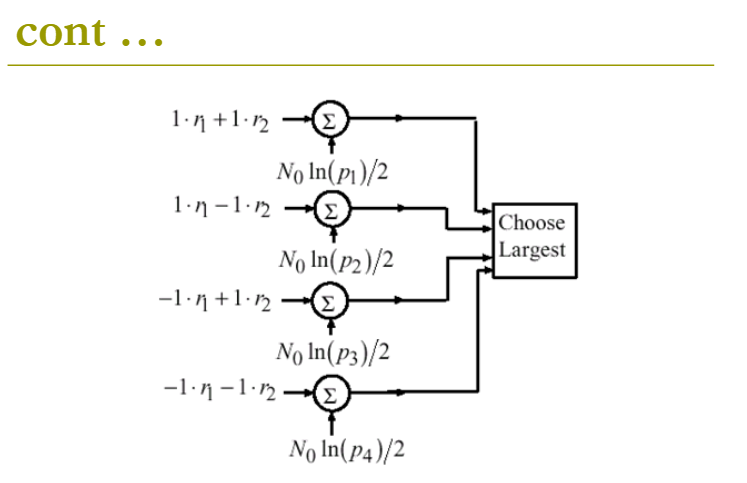 cont …
1·r1+1·r2
Σ
N0 ln(p1)/2
1·r1−1·r2
Σ
N0 ln(p2)/2
Choose
Largest
−1·r1+1·r2
Σ
N0 ln(p3)/2
−1·r1−1·r2
Σ
N0 ln(p4)/2